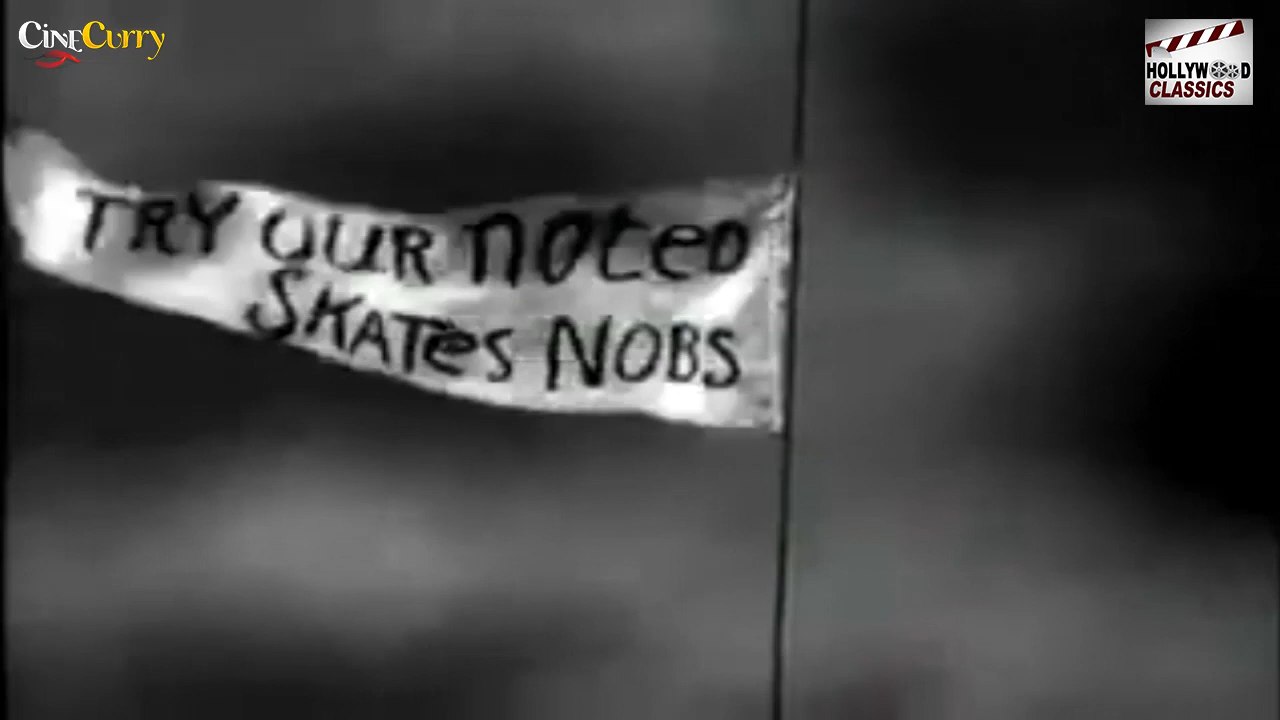 CINECURRY
HOLLYWOOD
CLASSICS
TRY OUR noted
SKATes NOBS